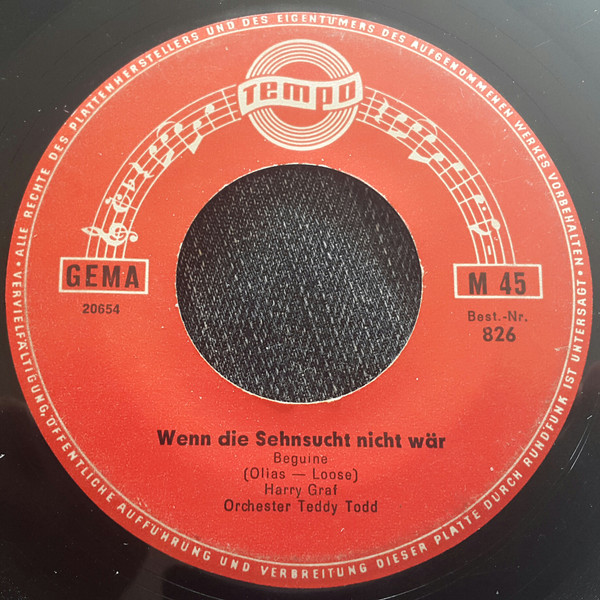 ALLE RECHTE DES PLATTENHERSTELLERS UND DES EIGENTÜMERS DES AUFGENOMMENEN WERKES VORBEHALTEN · VERVIELFÄLTIGUNG, ÖFFENTLICHE AUFFÜHRUNG UND VERBREITUNG DIESER PLATTE DURCH RUNDFUNK IST UNTERSAGT ·
Tempo
GEMA
M 45
20654
Best.-Nr.
826
Wenn die Sehnsucht nicht wär
Beguine
(Olias — Loose)
Harry Graf
Orchester Teddy Todd